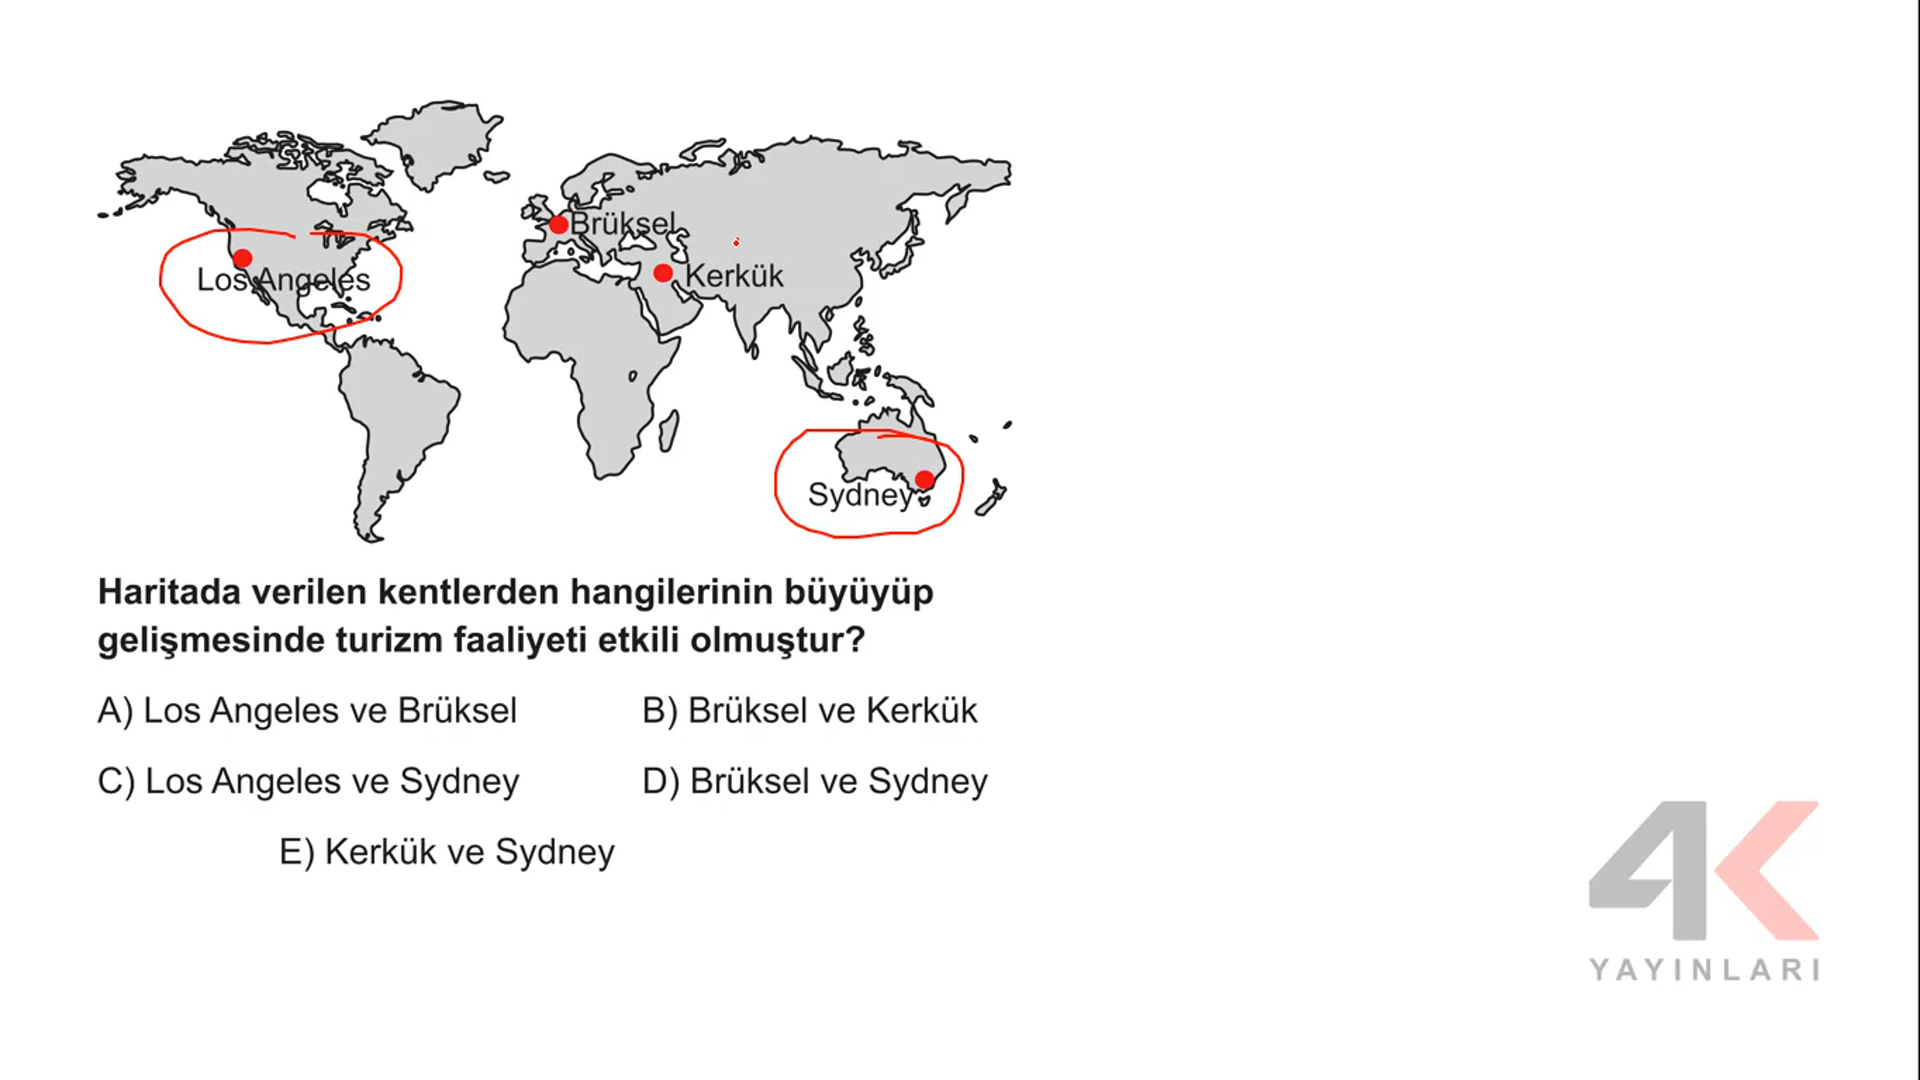 Brüksel
Los Angeles
Kerkük
Sydney
Haritada verilen kentlerden hangilerinin büyüyüp
gelişmesinde turizm faaliyeti etkili olmuştur?
A) Los Angeles ve Brüksel
B) Brüksel ve Kerkük
C) Los Angeles ve Sydney
D) Brüksel ve Sydney
E) Kerkük ve Sydney
4K
YAYINLARI